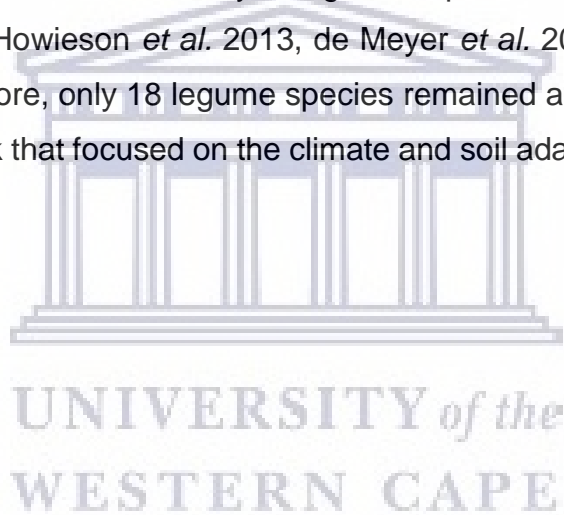 Howieson et al. 2013, de Meyer et al. 20
ore, only 18 legume species remained a
k that focused on the climate and soil ada
UNIVERSITY of the
WESTERN CAPE